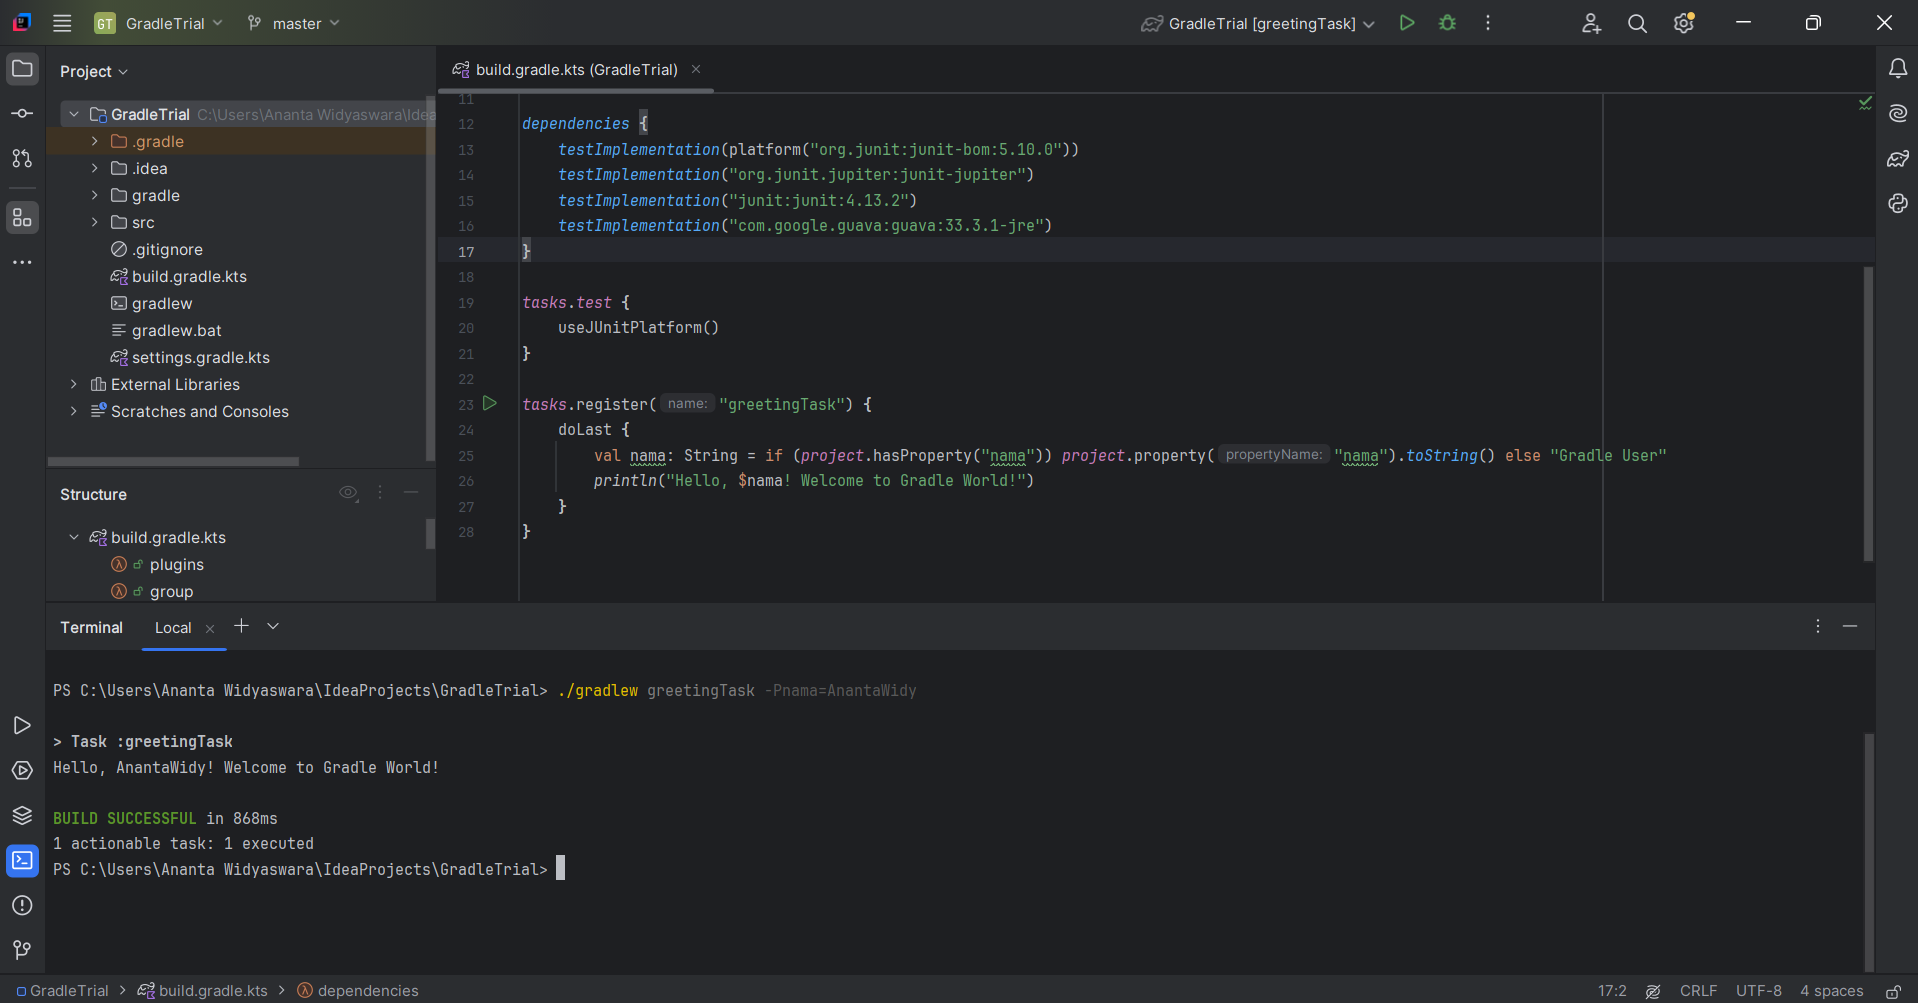 GT GradleTrial master GradleTrial [greetingTask]
Project
build.gradle.kts (GradleTrial)
GradleTrial C:\Users\Ananta Widyaswara\Idea
.gradle
.idea
gradle
src
.gitignore
build.gradle.kts
gradlew
gradlew.bat
settings.gradle.kts
External Libraries
Scratches and Consoles
Structure
build.gradle.kts
plugins
group
11
12 dependencies {
13 testImplementation(platform("org.junit:junit-bom:5.10.0"))
14 testImplementation("org.junit.jupiter:junit-jupiter")
15 testImplementation("junit:junit:4.13.2")
16 testImplementation("com.google.guava:guava:33.3.1-jre")
17 }
18
19 tasks.test {
20 useJUnitPlatform()
21 }
22
23 tasks.register( name: "greetingTask") {
24 doLast {
25 val nama: String = if (project.hasProperty("nama")) project.property( propertyName: "nama").toString() else "Gradle User"
26 println("Hello, $nama! Welcome to Gradle World!")
27 }
28 }
Terminal Local
PS C:\Users\Ananta Widyaswara\IdeaProjects\GradleTrial> ./gradlew greetingTask -Pnama=AnantaWidy
> Task :greetingTask
Hello, AnantaWidy! Welcome to Gradle World!
BUILD SUCCESSFUL in 868ms
1 actionable task: 1 executed
PS C:\Users\Ananta Widyaswara\IdeaProjects\GradleTrial>
GradleTrial > build.gradle.kts > dependencies
17:2 CRLF UTF-8 4 spaces